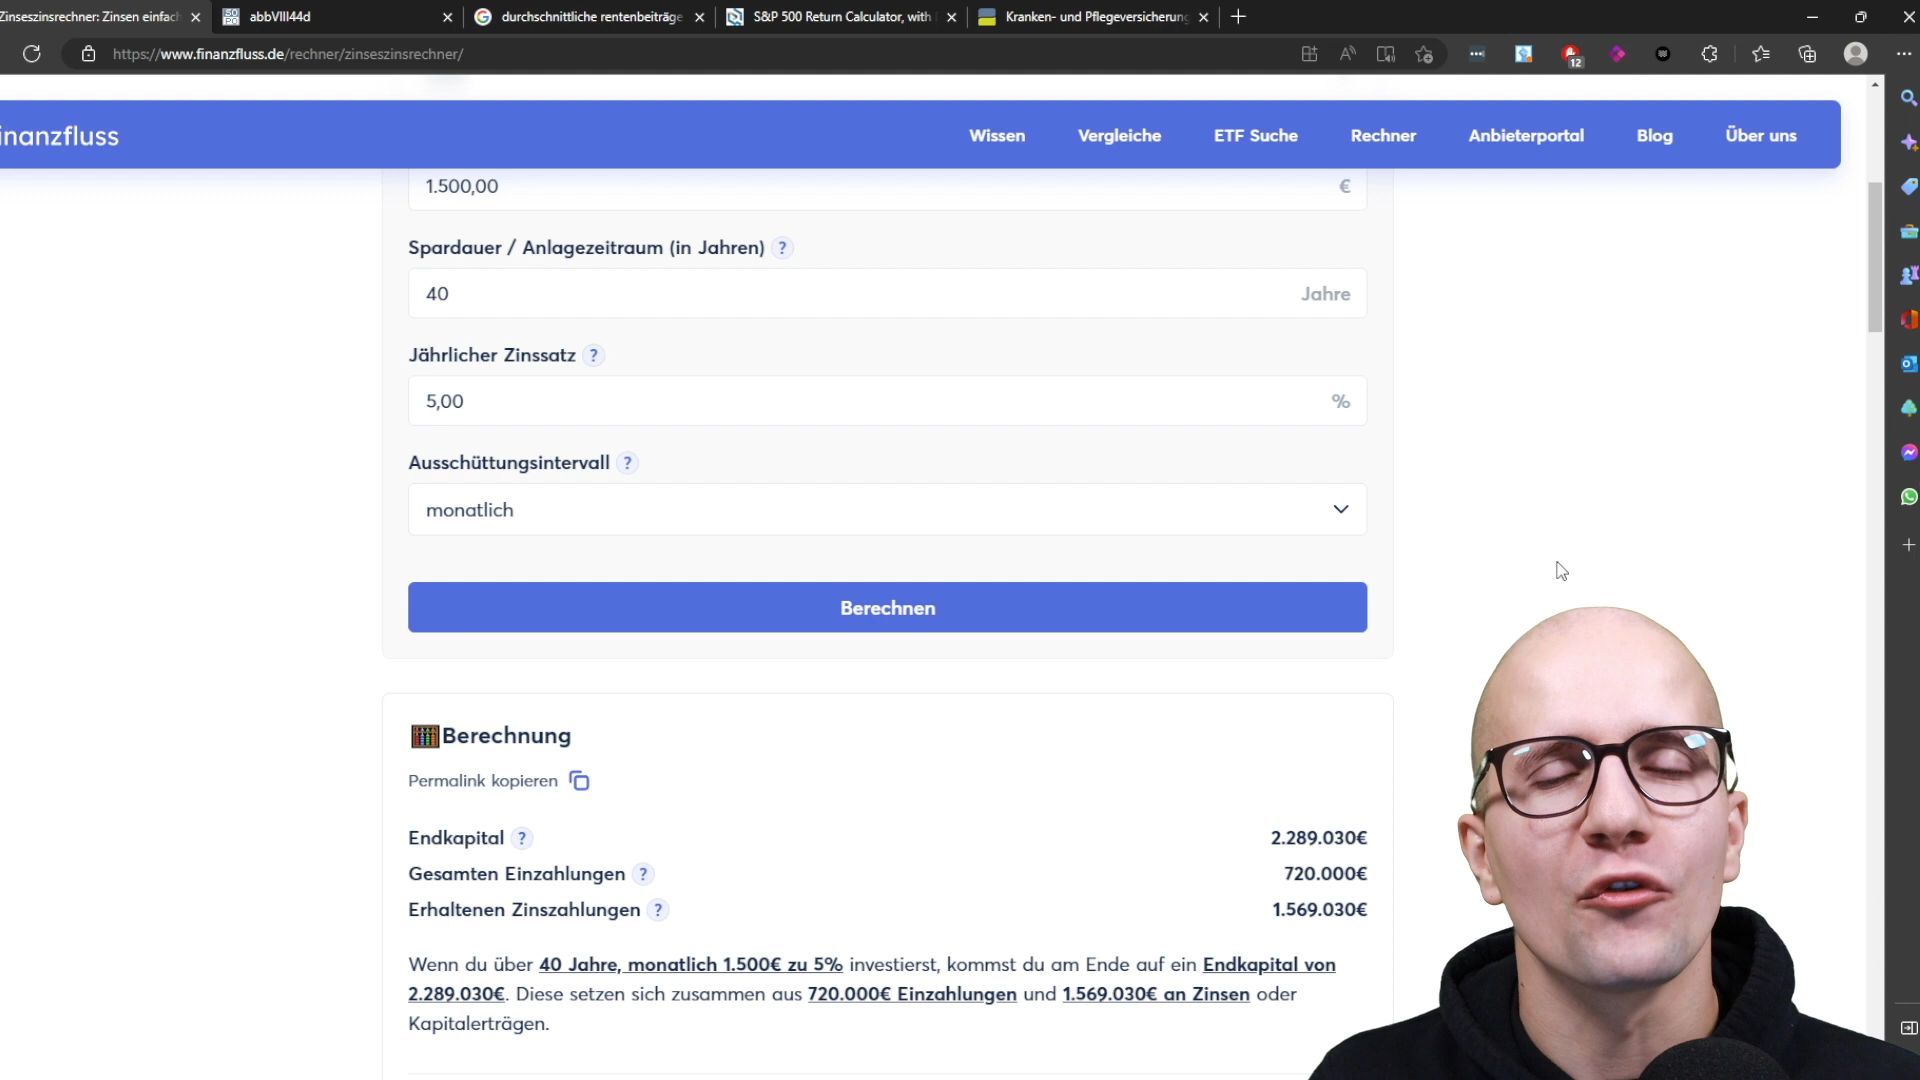 Zinseszinsrechner: Zinsen einfach
abbVIII44d
durchschnittliche rentenbeiträge
S&P 500 Return Calculator, with
Kranken- und Pflegeversicherung
https://www.finanzfluss.de/rechner/zinseszinsrechner/
12
inanzfluss
Wissen
Vergleiche
ETF Suche
Rechner
Anbieterportal
Blog
Über uns
1.500,00 €
Spardauer / Anlagezeitraum (in Jahren) ?
40 Jahre
Jährlicher Zinssatz ?
5,00 %
Ausschüttungsintervall ?
monatlich
Berechnen
Berechnung
Permalink kopieren
Endkapital ? 2.289.030€
Gesamten Einzahlungen ? 720.000€
Erhaltenen Zinszahlungen ? 1.569.030€
Wenn du über 40 Jahre, monatlich 1.500€ zu 5% investierst, kommst du am Ende auf ein Endkapital von
2.289.030€. Diese setzen sich zusammen aus 720.000€ Einzahlungen und 1.569.030€ an Zinsen oder
Kapitalerträgen.